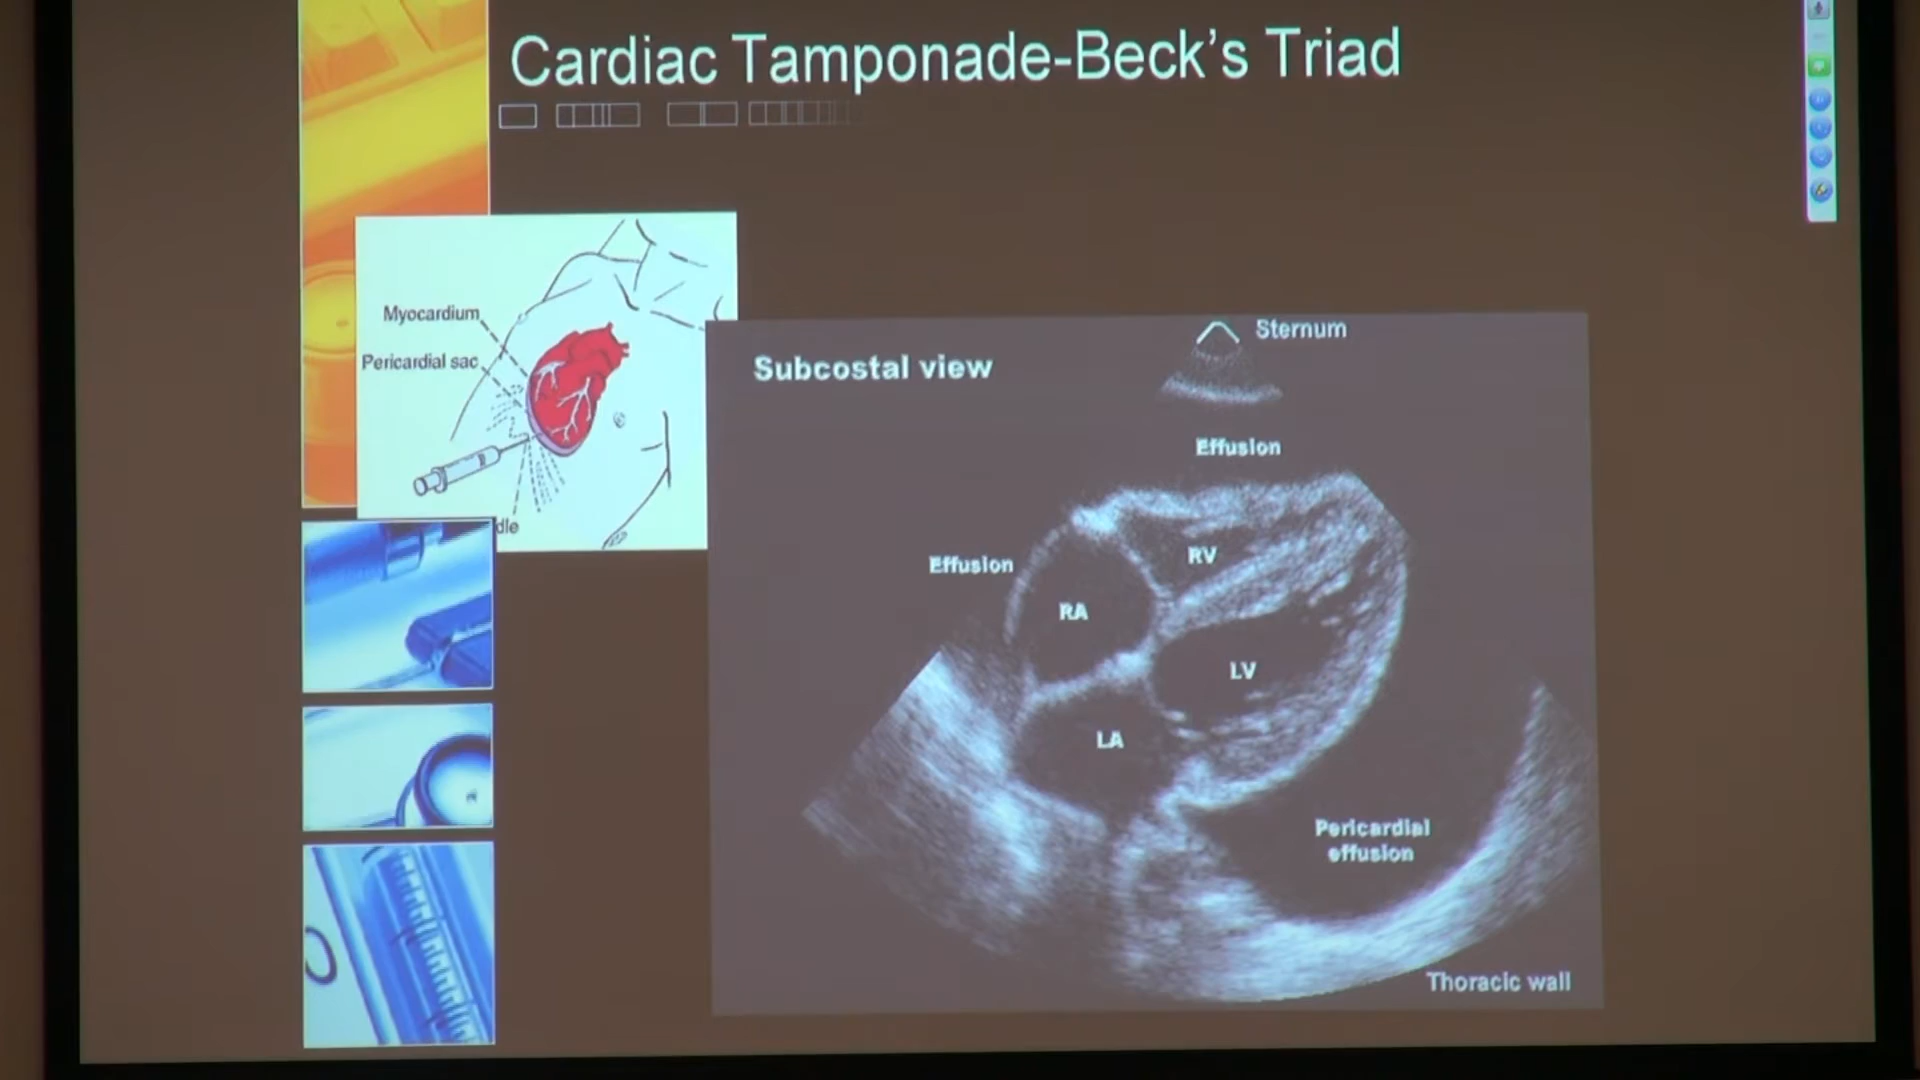 Cardiac Tamponade-Beck's Triad
Myocardium
Pericardial sac
dle
Subcostal view
Sternum
Effusion
Effusion
RV
RA
LV
LA
Pericardial
effusion
Thoracic wall